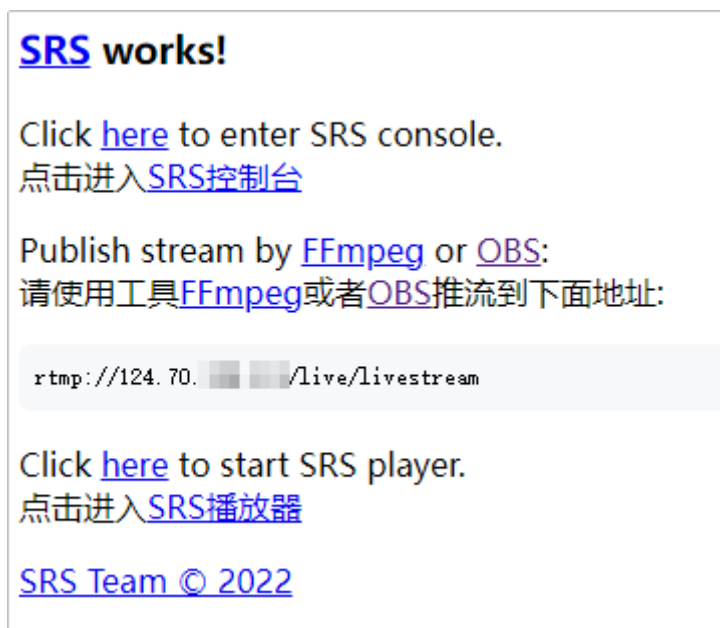 SRS works!
Click here to enter SRS console.
点击进入SRS控制台
Publish stream by FFmpeg or OBS:
请使用工具FFmpeg或者OBS推流到下面地址:
rtmp://124.70. /live/livestream
Click here to start SRS player.
点击进入SRS播放器
SRS Team © 2022